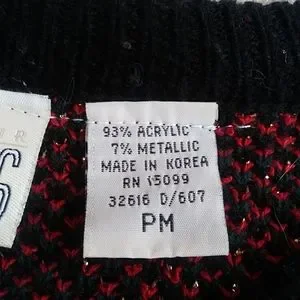 93% ACRYLIC
7% METALLIC
MADE IN KOREA
RN 15099
32616 D/607
PM